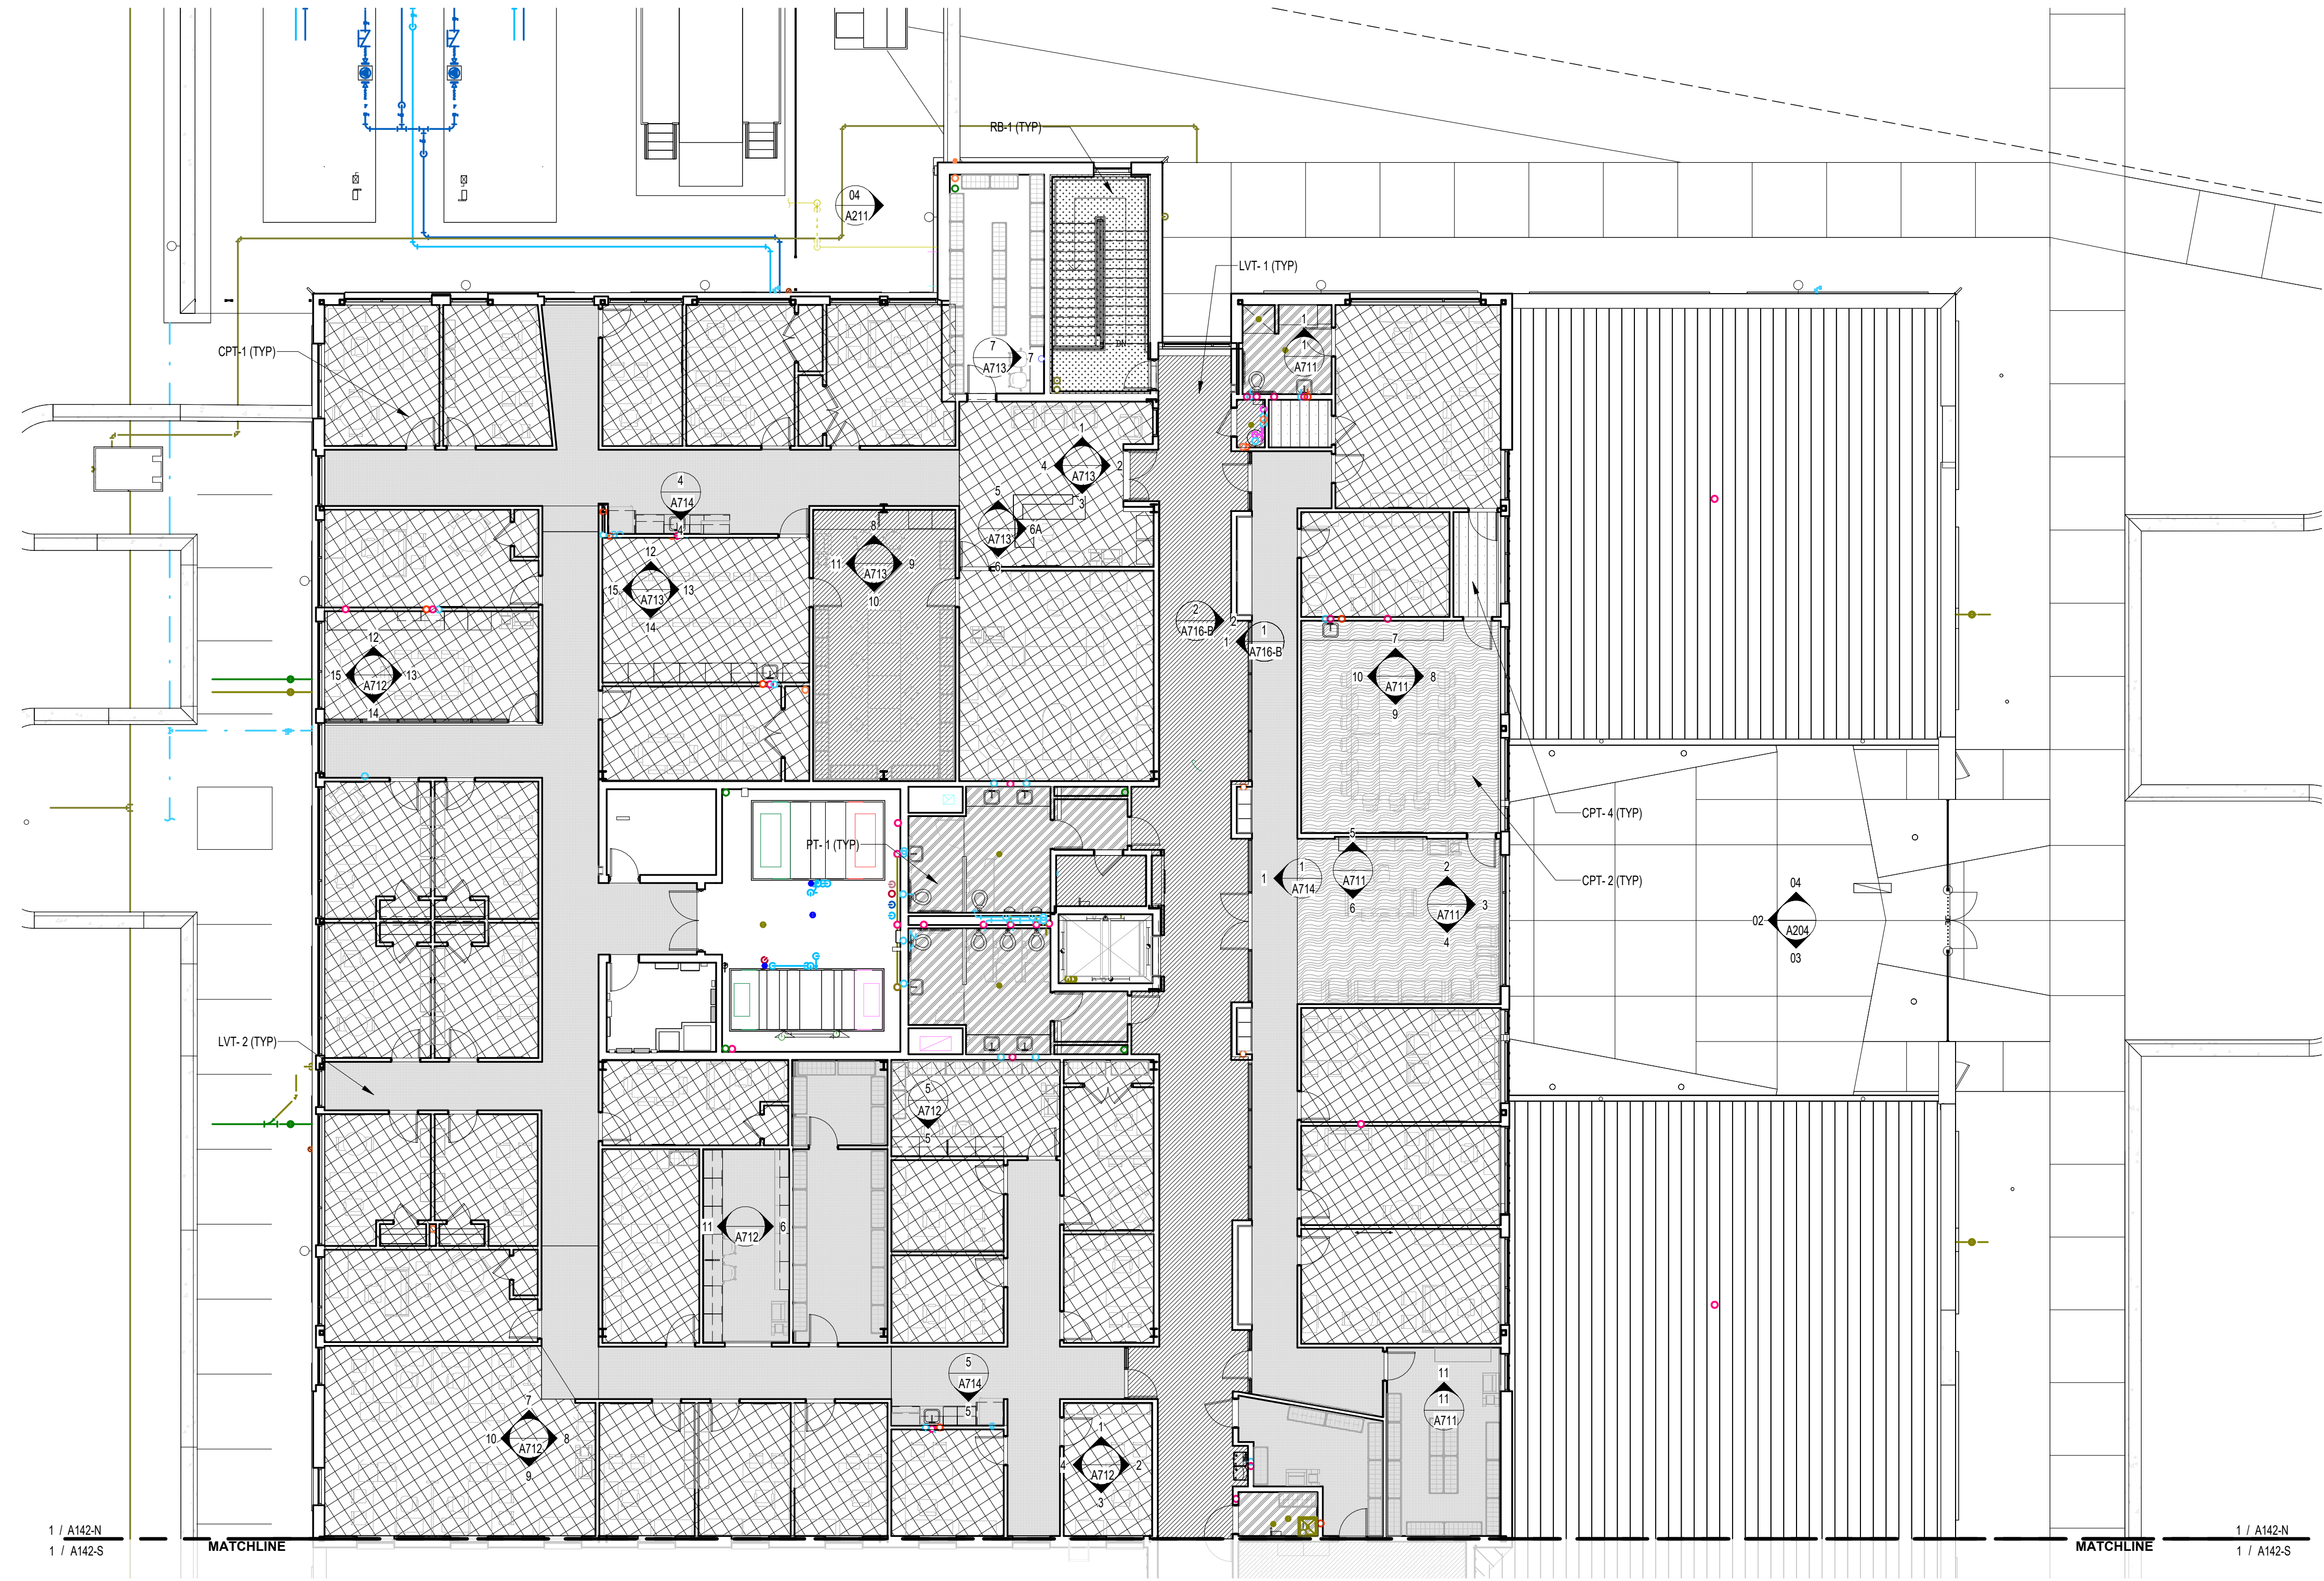 RB-1 (TYP)
04
A211
LVT- 1 (TYP)
CPT-1 (TYP)
7
A713
7
DN
1
1
A711
1
4
A713
2
3
4
A714
4
5
A713
6A
6
8
11
A713
9
10
12
15
A713
13
14
12
15
A712
13
14
2
A716-B
2
1
1
A716-B
7
10
A711
8
9
CPT- 4 (TYP)
PT- 1 (TYP)
5
A711
6
1
1
A714
2
A711
3
4
CPT- 2 (TYP)
04
02
A204
03
LVT- 2 (TYP)
5
A712
5
11
A712
6
5
A714
5
11
11
A711
7
10
A712
8
9
1
4
A712
2
3
1 / A142-N
1 / A142-S
MATCHLINE
MATCHLINE
1 / A142-N
1 / A142-S